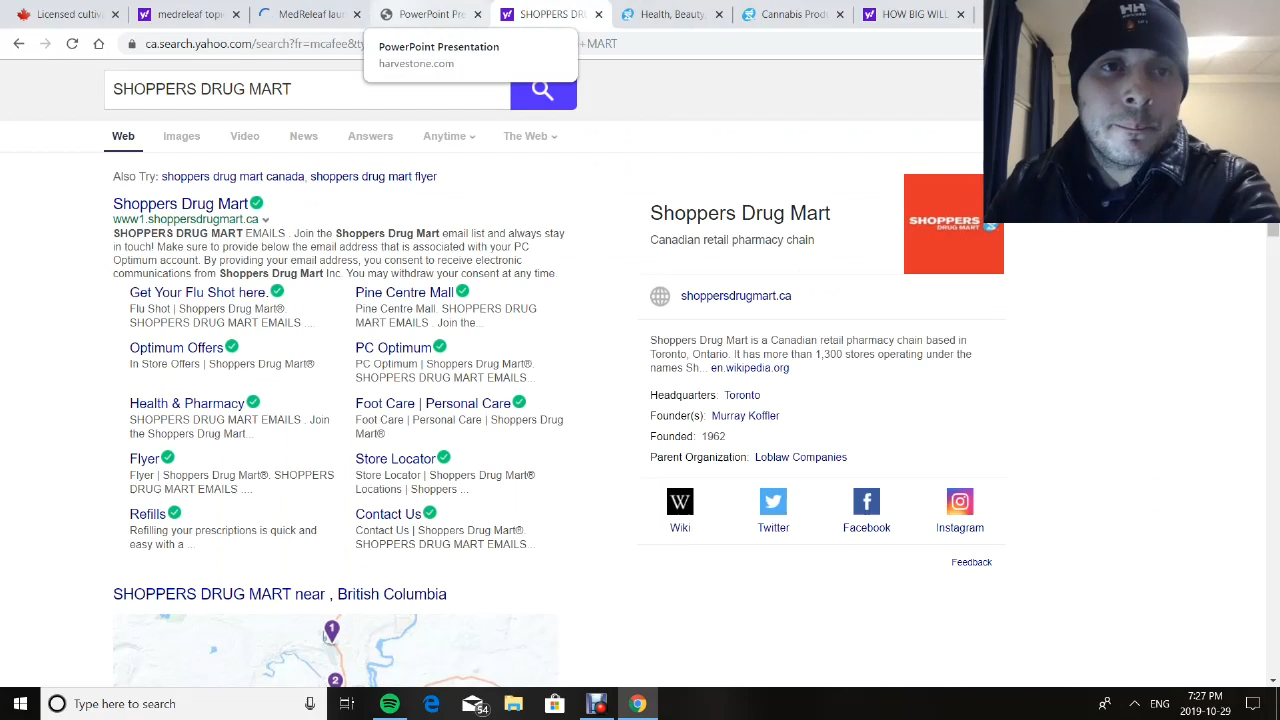 cultivatio
medreleaf topi
MedReleaf lau
PowerPoint Pre
SHOPPERS DRU
Health, Beauty
Cannabis Produ
HOW BIG WILL
ca.search.yahoo.com/search?fr=mcafee&ty
+MART
PowerPoint Presentation
harvestone.com
SHOPPERS DRUG MART
Web
Images
Video
News
Answers
Anytime
The Web
Also Try: shoppers drug mart canada, shoppers drug mart flyer
Shoppers Drug Mart
www1.shoppersdrugmart.ca
SHOPPERS DRUG MART EMAILS. Join the Shoppers Drug Mart email list and always stay
in touch! Make sure to provide below the email address that is associated with your PC
Optimum account. By providing your email address, you consent to receive electronic
communications from Shoppers Drug Mart Inc. You may withdraw your consent at any time.
Get Your Flu Shot here.
Flu Shot | Shoppers Drug Mart®.
SHOPPERS DRUG MART EMAILS ....
Pine Centre Mall
Pine Centre Mall. SHOPPERS DRUG
MART EMAILS . Join the...
Optimum Offers
In Store Offers | Shoppers Drug Mart®
PC Optimum
PC Optimum | Shoppers Drug Mart®.
SHOPPERS DRUG MART EMAILS...
Health & Pharmacy
SHOPPERS DRUG MART EMAILS . Join
the Shoppers Drug Mart...
Foot Care | Personal Care
Foot Care | Personal Care | Shoppers Drug
Mart®
Flyer
Flyer | Shoppers Drug Mart®. SHOPPERS
DRUG MART EMAILS ....
Store Locator
Store Locator | Shoppers Drug Mart®
Locations | Shoppers ...
Refills
Refilling your prescriptions is quick and
easy with a ...
Contact Us
Contact Us | Shoppers Drug Mart®
SHOPPERS DRUG MART EMAILS...
SHOPPERS DRUG MART near , British Columbia
1
2
Shoppers Drug Mart
Canadian retail pharmacy chain
SHOPPERS
DRUG MART
shoppersdrugmart.ca
Shoppers Drug Mart is a Canadian retail pharmacy chain based in
Toronto, Ontario. It has more than 1,300 stores operating under the
names Sh... en.wikipedia.org
Headquarters: Toronto
Founder(s): Murray Koffler
Founded: 1962
Parent Organization: Loblaw Companies
W
Wiki
Twitter
Facebook
Instagram
Feedback
HH
Type here to search
54
ENG
7:27 PM
2019-10-29